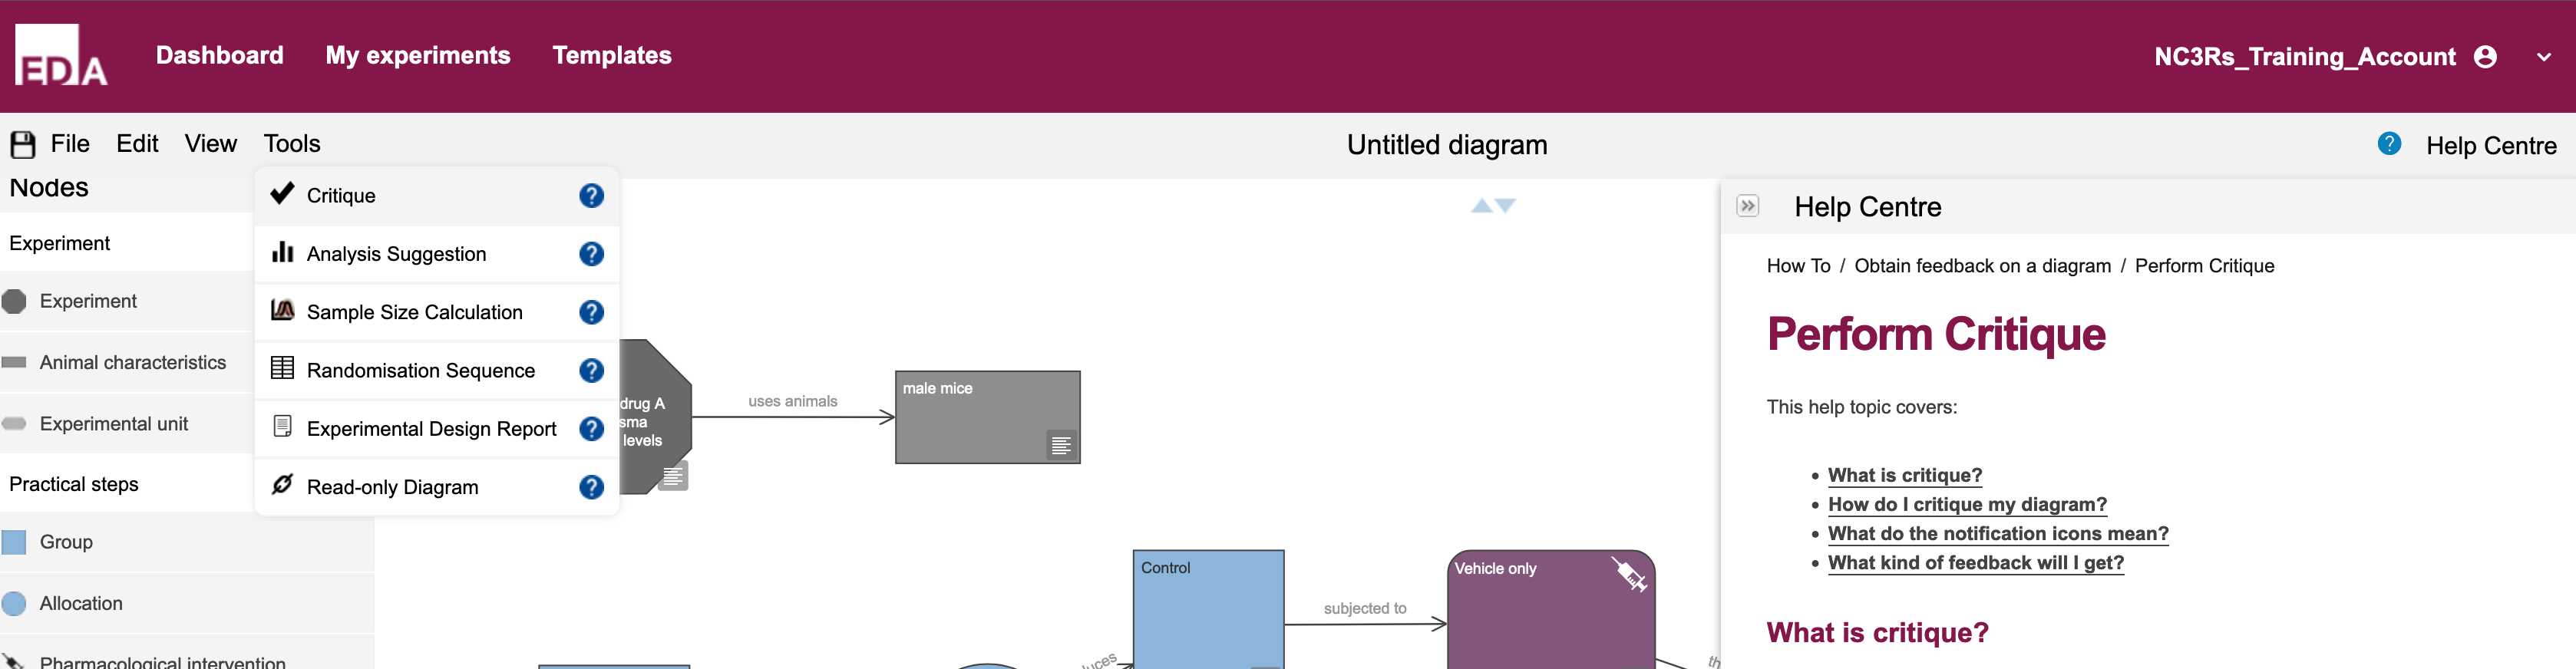 EDA
Dashboard
My experiments
Templates
NC3Rs_Training_Account
File
Edit
View
Tools
Untitled diagram
? Help Centre
Nodes
Experiment
Experiment
Animal characteristics
Experimental unit
Practical steps
Group
Allocation
Pharmacological intervention
Critique ?
Analysis Suggestion ?
Sample Size Calculation ?
Randomisation Sequence ?
Experimental Design Report ?
Read-only Diagram ?
drug A
levels
uses animals
male mice
Control
subjected to
Vehicle only
Help Centre
How To / Obtain feedback on a diagram / Perform Critique
Perform Critique
This help topic covers:
• What is critique?
• How do I critique my diagram?
• What do the notification icons mean?
• What kind of feedback will I get?
What is critique?